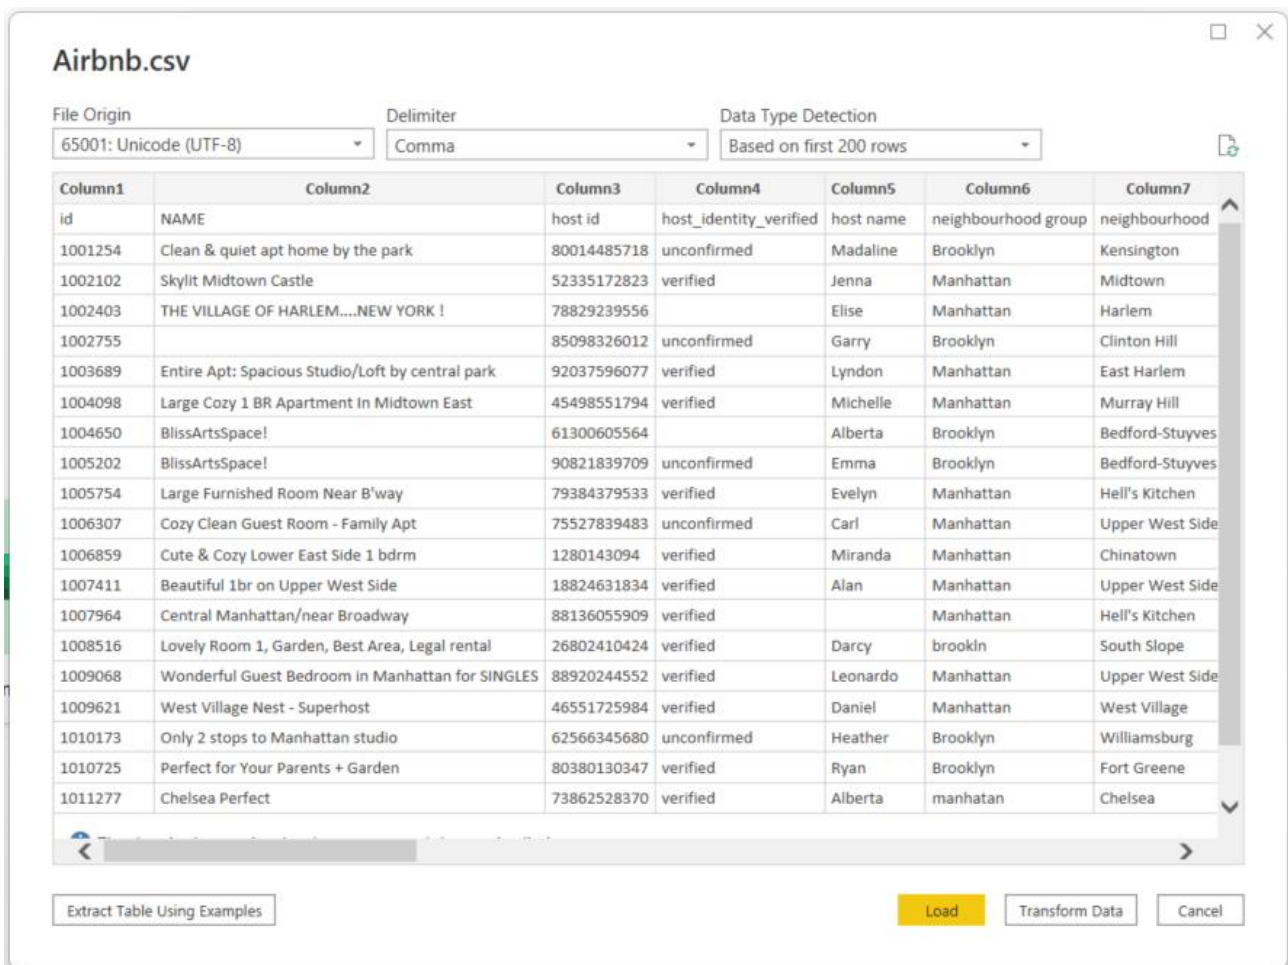 Airbnb.csv
File Origin Delimiter Data Type Detection
65001: Unicode (UTF-8) Comma Based on first 200 rows
Column1 Column2 Column3 Column4 Column5 Column6 Column7
id NAME host id host_identity_verified host name neighbourhood group neighbourhood
1001254 Clean & quiet apt home by the park 80014485718 unconfirmed Madaline Brooklyn Kensington
1002102 Skylit Midtown Castle 52335172823 verified Jenna Manhattan Midtown
1002403 THE VILLAGE OF HARLEM....NEW YORK ! 78829239556 Elise Manhattan Harlem
1002755 85098326012 unconfirmed Garry Brooklyn Clinton Hill
1003689 Entire Apt: Spacious Studio/Loft by central park 92037596077 verified Lyndon Manhattan East Harlem
1004098 Large Cozy 1 BR Apartment In Midtown East 45498551794 verified Michelle Manhattan Murray Hill
1004650 BlissArtsSpace! 61300605564 Alberta Brooklyn Bedford-Stuyves
1005202 BlissArtsSpace! 90821839709 unconfirmed Emma Brooklyn Bedford-Stuyves
1005754 Large Furnished Room Near B'way 79384379533 verified Evelyn Manhattan Hell's Kitchen
1006307 Cozy Clean Guest Room - Family Apt 75527839483 unconfirmed Carl Manhattan Upper West Side
1006859 Cute & Cozy Lower East Side 1 bdrm 1280143094 verified Miranda Manhattan Chinatown
1007411 Beautiful 1br on Upper West Side 18824631834 verified Alan Manhattan Upper West Side
1007964 Central Manhattan/near Broadway 88136055909 verified Manhattan Hell's Kitchen
1008516 Lovely Room 1, Garden, Best Area, Legal rental 26802410424 verified Darcy brookln South Slope
1009068 Wonderful Guest Bedroom in Manhattan for SINGLES 88920244552 verified Leonardo Manhattan Upper West Side
1009621 West Village Nest - Superhost 46551725984 verified Daniel Manhattan West Village
1010173 Only 2 stops to Manhattan studio 62566345680 unconfirmed Heather Brooklyn Williamsburg
1010725 Perfect for Your Parents + Garden 80380130347 verified Ryan Brooklyn Fort Greene
1011277 Chelsea Perfect 73862528370 verified Alberta manhatan Chelsea
Extract Table Using Examples Load Transform Data Cancel